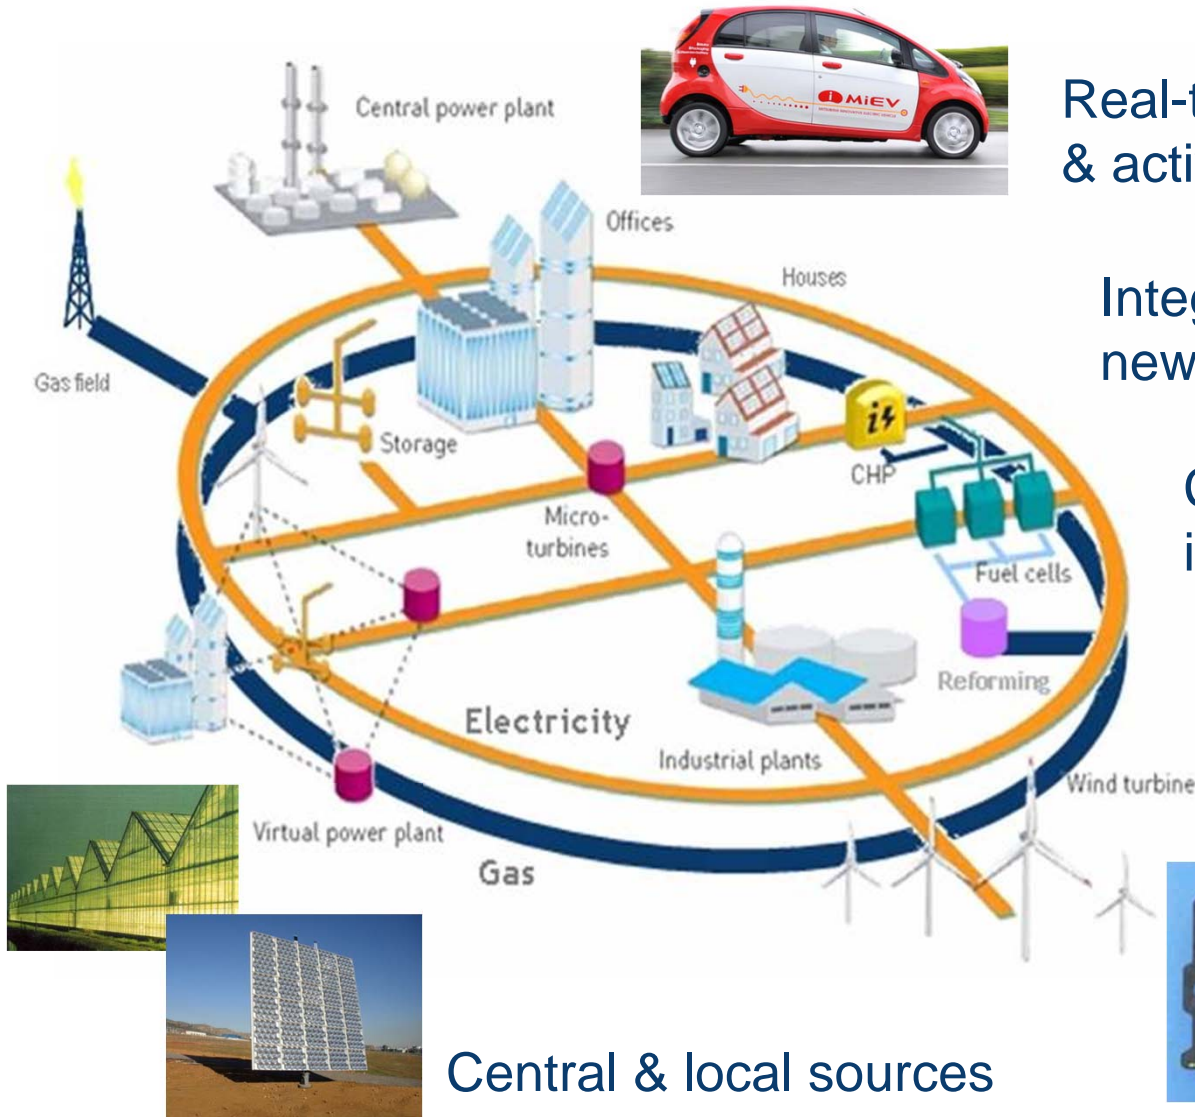 Central power plant
i MiEV
Real-t
& acti
Offices
Houses
Integ
new
Gas field
Storage
CHP
Micro-
turbines
Fuel cells
Reforming
Electricity
Industrial plants
Wind turbine
Virtual power plant
Gas
Central & local sources